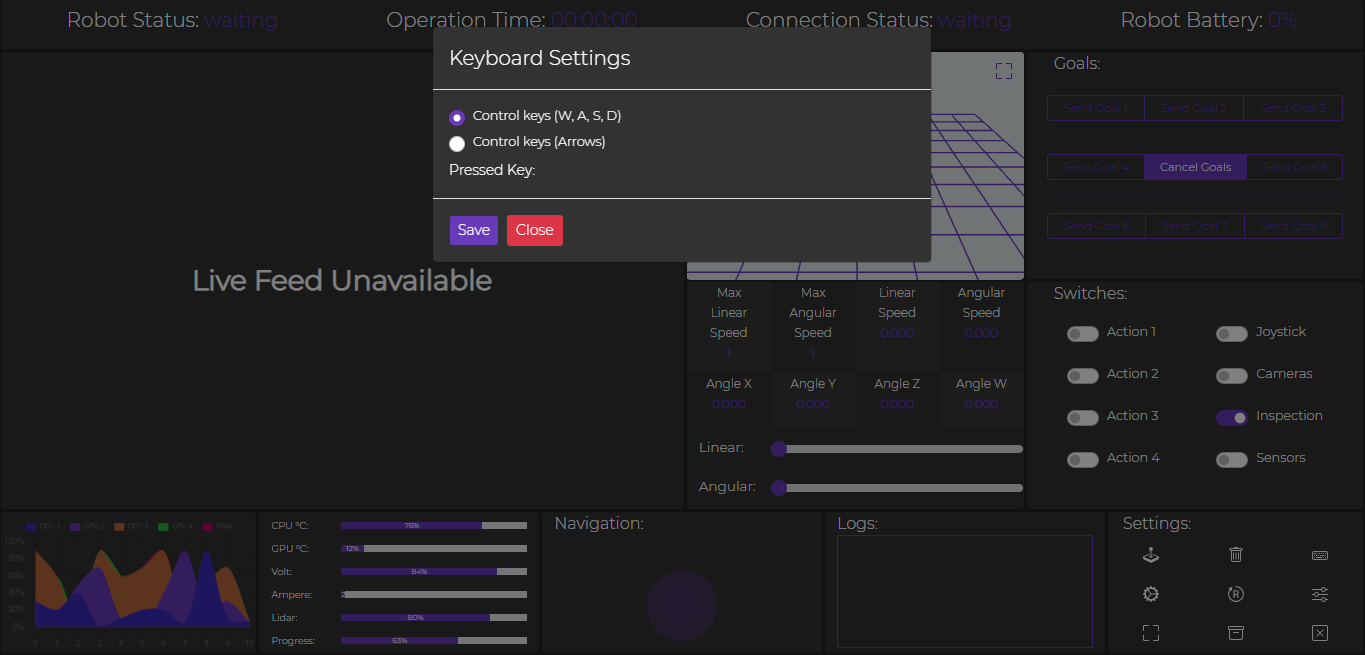 Robot Status: waiting
Operation Time: 00:00:00
Connection Status: waiting
Robot Battery: 0%
Keyboard Settings
Control keys (W, A, S, D)
Control keys (Arrows)
Pressed Key:
Save Close
Live Feed Unavailable
Goals:
Send Goal 1 Send Goal 2 Send Goal 3
Send Goal 4 Cancel Goals Send Goal 5
Send Goal 6 Send Goal 7 Send Goal 8
Max Linear Speed
1
Max Angular Speed
1
Linear Speed
0.000
Angular Speed
0.000
Angle X
0.000
Angle Y
0.000
Angle Z
0.000
Angle W
0.000
Linear:
Angular:
Switches:
Action 1 Joystick
Action 2 Cameras
Action 3 Inspection
Action 4 Sensors
CPU 1 CPU 2 CPU 3 CPU 4 RAM
100%
80%
60%
40%
20%
0%
0 1 2 3 4 5 6 7 8 9 10
CPU ºC: 76%
GPU ºC: 12%
Volt: 84%
Ampere:
Lidar: 80%
Progress: 63%
Navigation:
Logs:
Settings:
R